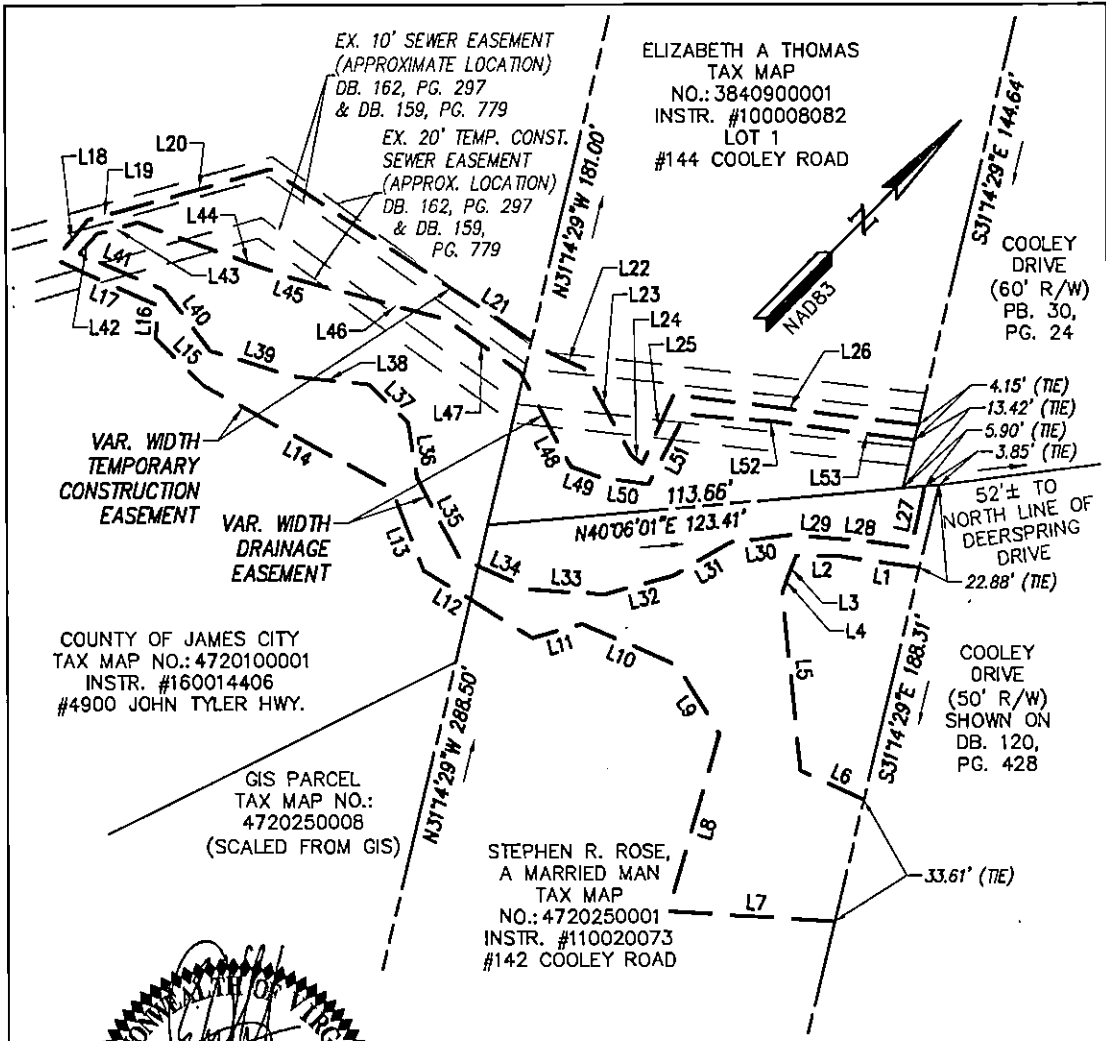 EX. 10' SEWER EASEMENT
(APPROXIMATE LOCATION)
DB. 162, PG. 297
& DB. 159, PG. 779
EX. 20' TEMP. CONST.
SEWER EASEMENT
(APPROX. LOCATION)
DB. 162, PG. 297
& DB. 159,
PG. 779
ELIZABETH A THOMAS
TAX MAP
NO.: 3840900001
INSTR. #100008082
LOT 1
#144 COOLEY ROAD
N31°14'29"W 181.00'
S31°14'29"E 144.64'
COOLEY
DRIVE
(60' R/W)
PB. 30,
PG. 24
N
NAD83
L18
L19
L20
L44
L41
L17
L42
L43
L45
L46
L21
L22
L23
L24
L25
L26
L16
L40
L15
L39
L38
L37
L47
L36
L14
L35
L13
L48
L49
L50
L51
L52
L53
4.15' (TIE)
13.42' (TIE)
5.90' (TIE)
3.85' (TIE)
VAR. WIDTH
TEMPORARY
CONSTRUCTION
EASEMENT
VAR. WIDTH
DRAINAGE
EASEMENT
113.66'
N40°06'01"E 123.41'
52'± TO
NORTH LINE OF
DEERSPRING
DRIVE
22.88' (TIE)
L27
L29
L28
L30
L2
L1
L31
L3
L4
L34
L33
L32
L12
L11
L10
L9
L5
L6
L8
L7
COUNTY OF JAMES CITY
TAX MAP NO.: 4720100001
INSTR. #160014406
#4900 JOHN TYLER HWY.
N31°14'29"W 288.50'
S31°14'29"E 188.31'
COOLEY
DRIVE
(50' R/W)
SHOWN ON
DB. 120,
PG. 428
GIS PARCEL
TAX MAP NO.:
4720250008
(SCALED FROM GIS)
33.61' (TIE)
STEPHEN R. ROSE,
A MARRIED MAN
TAX MAP
NO.: 4720250001
INSTR. #110020073
#142 COOLEY ROAD
ONWEALTH OF VIRG